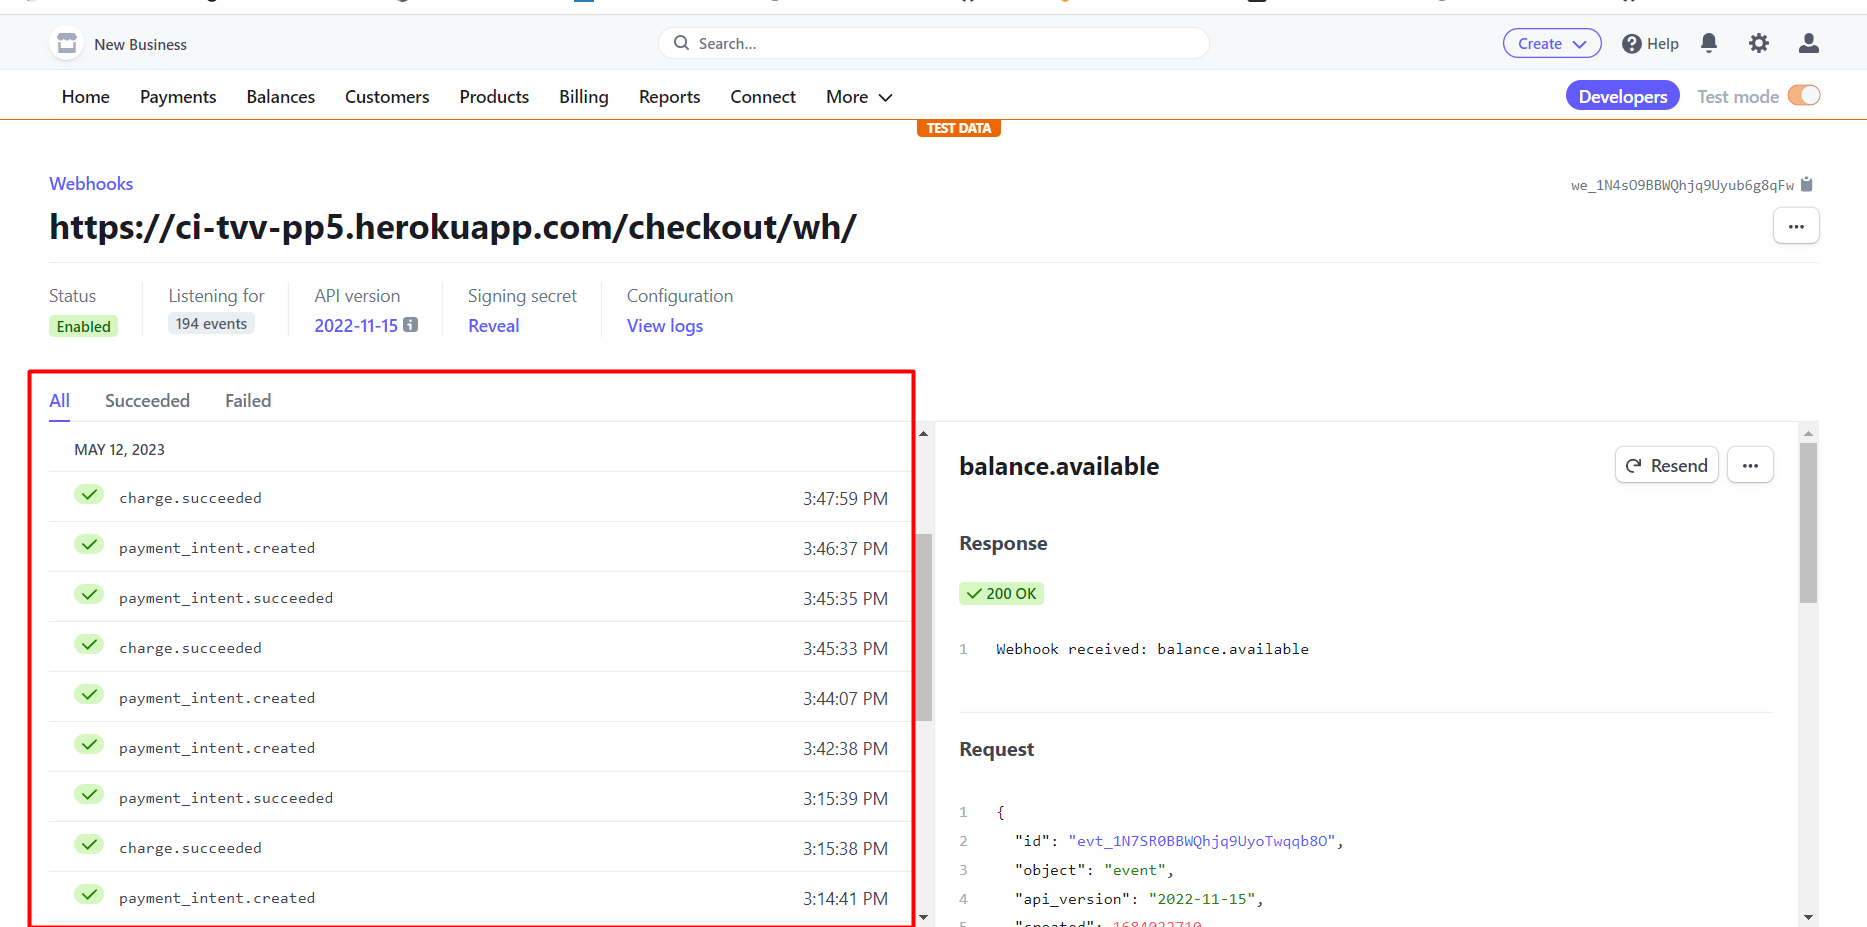 New Business
Search...
Create
Help
Home Payments Balances Customers Products Billing Reports Connect More
Developers
Test mode
TEST DATA
Webhooks
we_1N4sO9BBWQhjq9Uyub6g8qFw
https://ci-tvv-pp5.herokuapp.com/checkout/wh/
Status Listening for API version Signing secret Configuration
Enabled 194 events 2022-11-15 Reveal View logs
All Succeeded Failed
MAY 12, 2023
charge.succeeded 3:47:59 PM
payment_intent.created 3:46:37 PM
payment_intent.succeeded 3:45:35 PM
charge.succeeded 3:45:33 PM
payment_intent.created 3:44:07 PM
payment_intent.created 3:42:38 PM
payment_intent.succeeded 3:15:39 PM
charge.succeeded 3:15:38 PM
payment_intent.created 3:14:41 PM
balance.available
Resend
Response
200 OK
1 Webhook received: balance.available
Request
1 {
2 "id": "evt_1N7SR0BBWQhjq9UyoTwqqb8O",
3 "object": "event",
4 "api_version": "2022-11-15",
5 "created": 1684022710